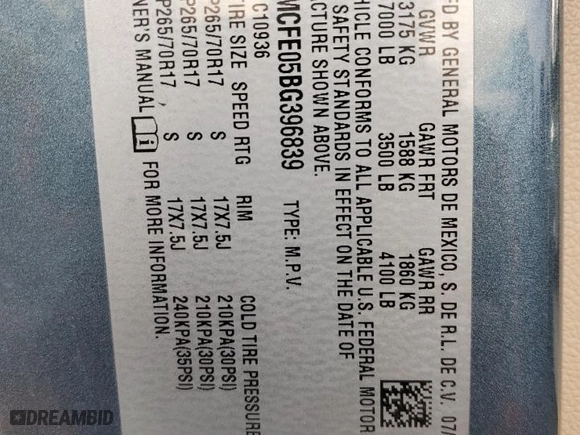 ED BY GENERAL MOTORS DE MEXICO, S. DE R.L. DE C.V. 07/
GVWR GAWR FRT GAWR RR
3175 KG 1588 KG 1860 KG
7000 LB 3500 LB 4100 LB
HICLE CONFORMS TO ALL APPLICABLE U.S. FEDERAL MOTOR
SAFETY STANDARDS IN EFFECT ON THE DATE OF
ACTURE SHOWN ABOVE.
MCFE05BG396839 TYPE: M.P.V.
C10936
TIRE SIZE SPEED RTG RIM COLD TIRE PRESSURE
P265/70R17 S 17X7.5J 210KPA(30PSI)
P265/70R17 S 17X7.5J 210KPA(30PSI)
P265/70R17 S 17X7.5J 240KPA(35PSI)
NER'S MANUAL FOR MORE INFORMATION.
DREAMBID